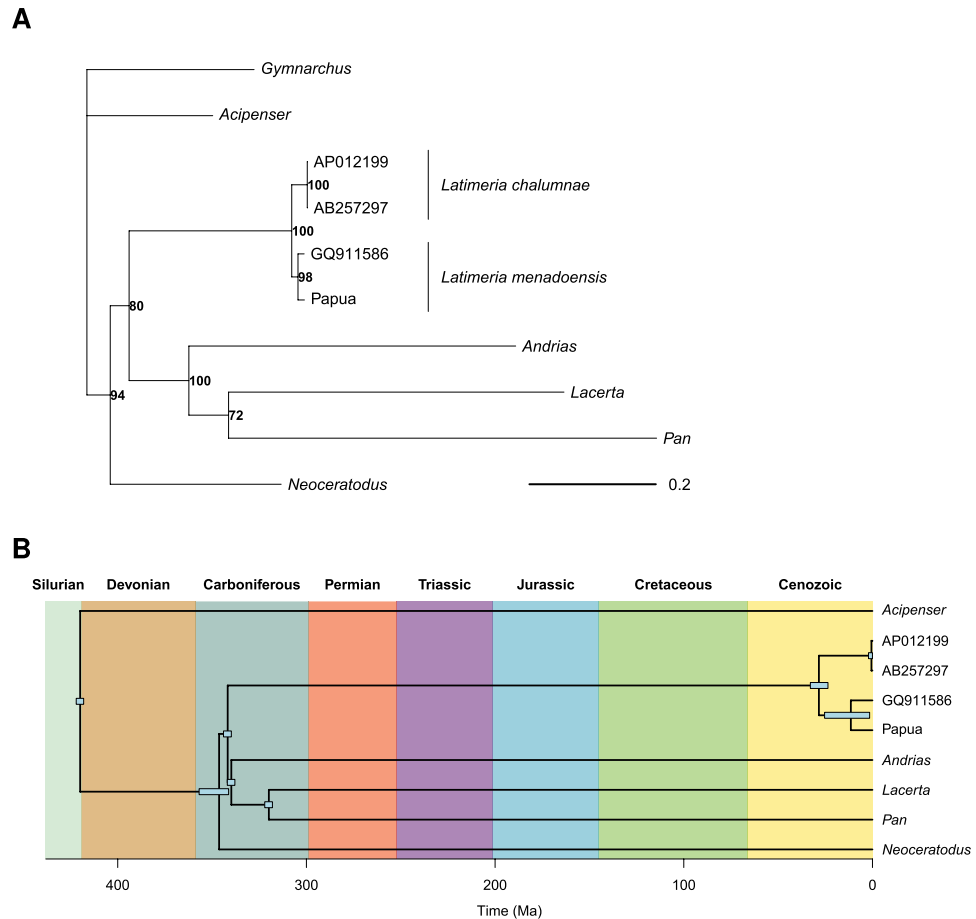 A
Gymnarchus
Acipenser
AP012199
100
Latimeria chalumnae
AB257297
100
GQ911586
98
Latimeria menadoensis
Papua
80
Andrias
100
Lacerta
94
72
Pan
Neoceratodus
0.2
B
Silurian Devonian Carboniferous Permian Triassic Jurassic Cretaceous Cenozoic
Acipenser
AP012199
AB257297
GQ911586
Papua
Andrias
Lacerta
Pan
Neoceratodus
400 300 200 100 0
Time (Ma)